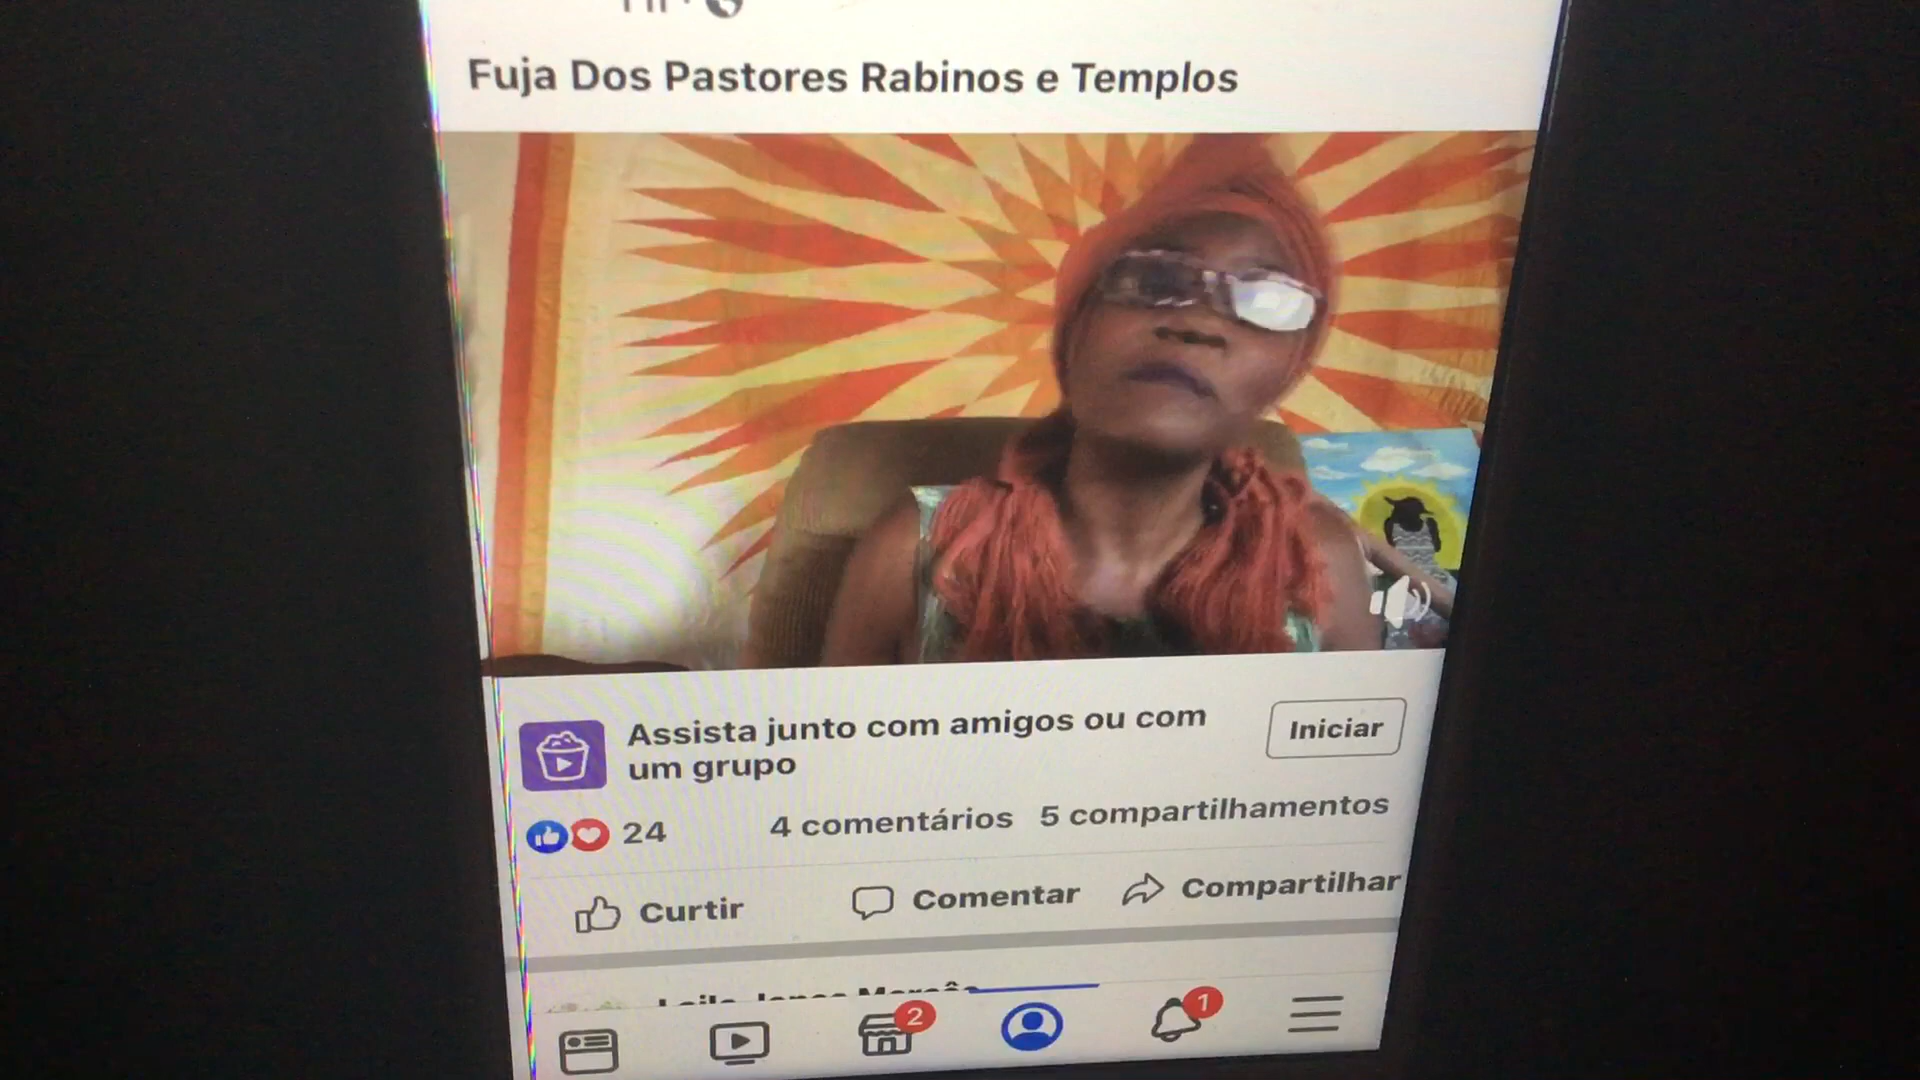 Fuja Dos Pastores Rabinos e Templos
Assista junto com amigos ou com
um grupo
Iniciar
24
4 comentários
5 compartilhamentos
Curtir
Comentar
Compartilhar
2
1